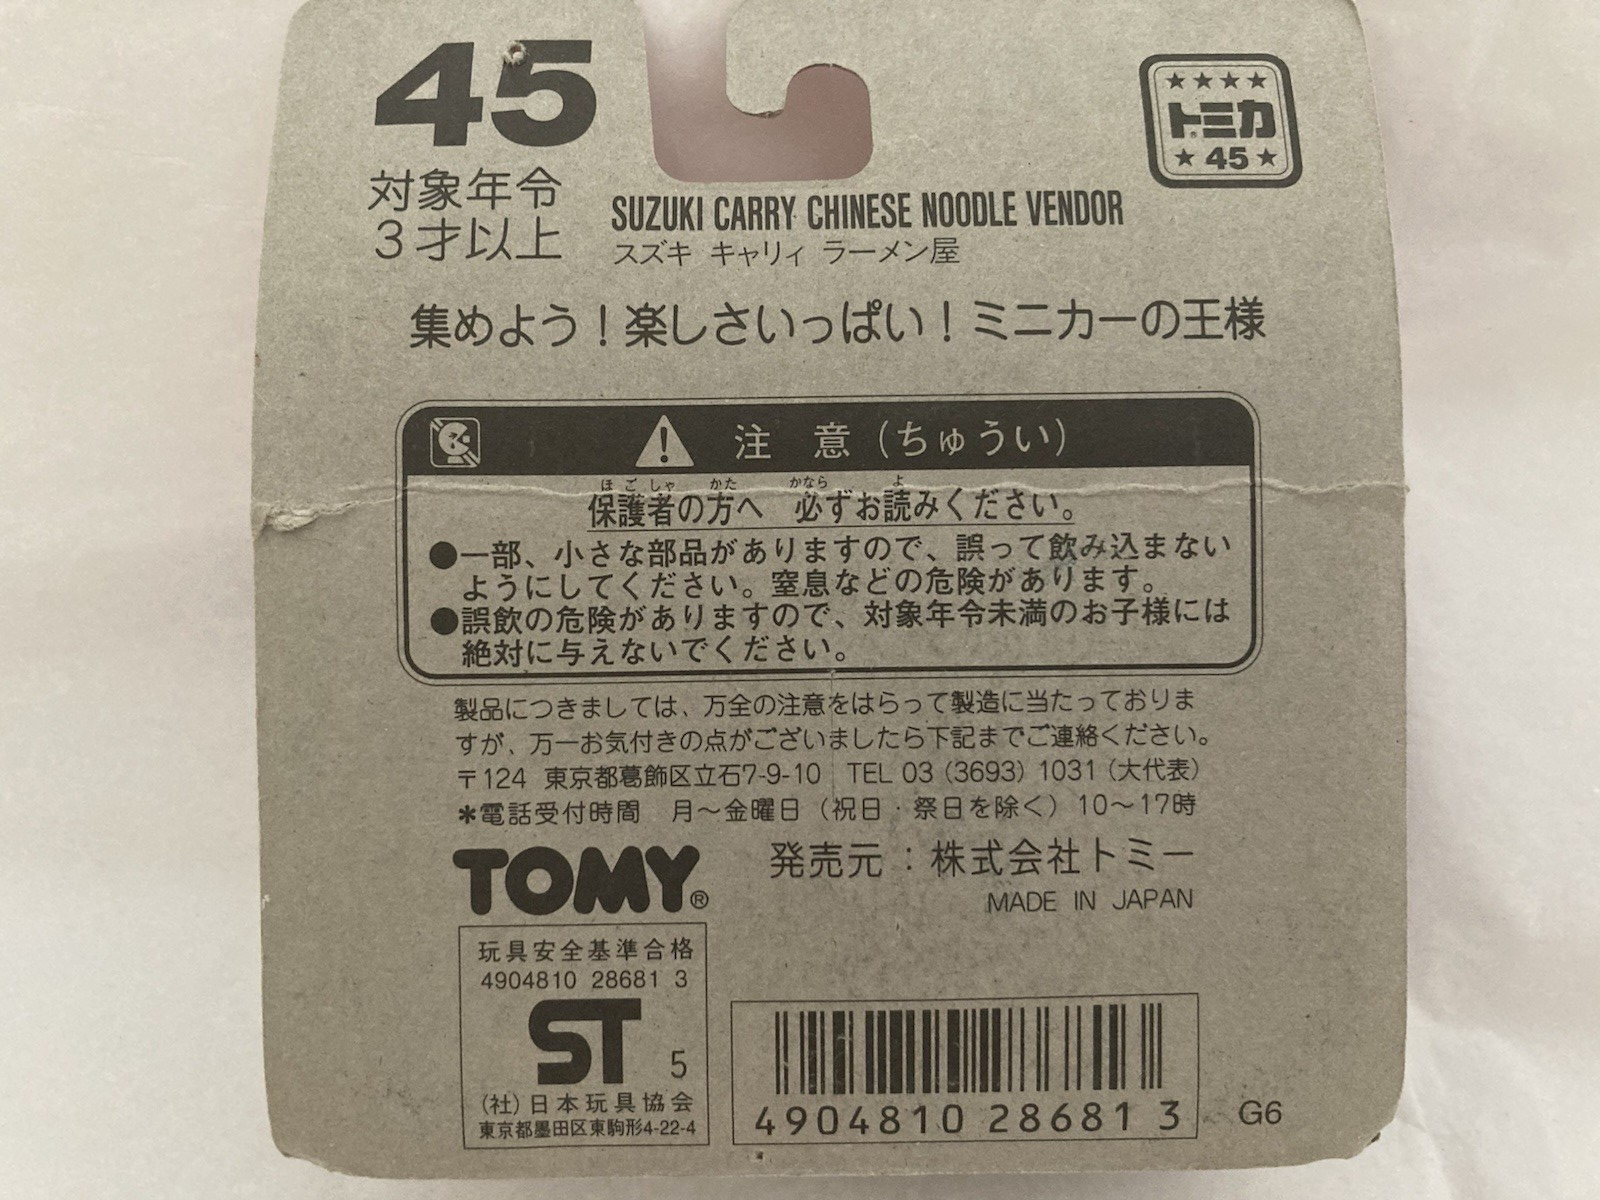 45
対象年令
3才以上
SUZUKI CARRY CHINESE NOODLE VENDOR
スズキ キャリィ ラーメン屋
★★★★
トミカ
★45★
集めよう!楽しさいっぱい!ミニカーの王様
注 意(ちゅうい)
ほごしゃ かた かなら よ
保護者の方へ 必ずお読みください。
●一部、小さな部品がありますので、誤って飲み込まない
ようにしてください。窒息などの危険があります。
●誤飲の危険がありますので、対象年令未満のお子様には
絶対に与えないでください。
製品につきましては、万全の注意をはらって製造に当たっておりま
すが、万一お気付きの点がございましたら下記までご連絡ください。
〒124 東京都葛飾区立石7-9-10 TEL 03(3693)1031(大代表)
*電話受付時間 月〜金曜日(祝日・祭日を除く)10〜17時
TOMY®
発売元:株式会社トミー
MADE IN JAPAN
玩具安全基準合格
4904810 28681 3
ST 5
(社)日本玩具協会
東京都墨田区東駒形4-22-4
4904810 28681 3
G6